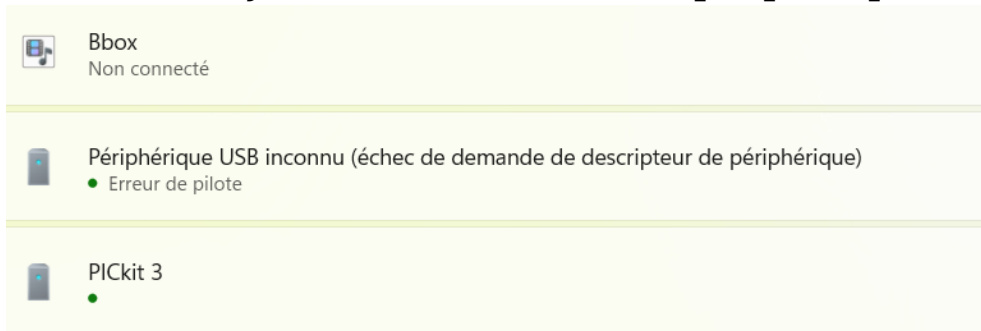 Bbox
Non connecté
Périphérique USB inconnu (échec de demande de descripteur de périphérique)
Erreur de pilote
PICkit 3